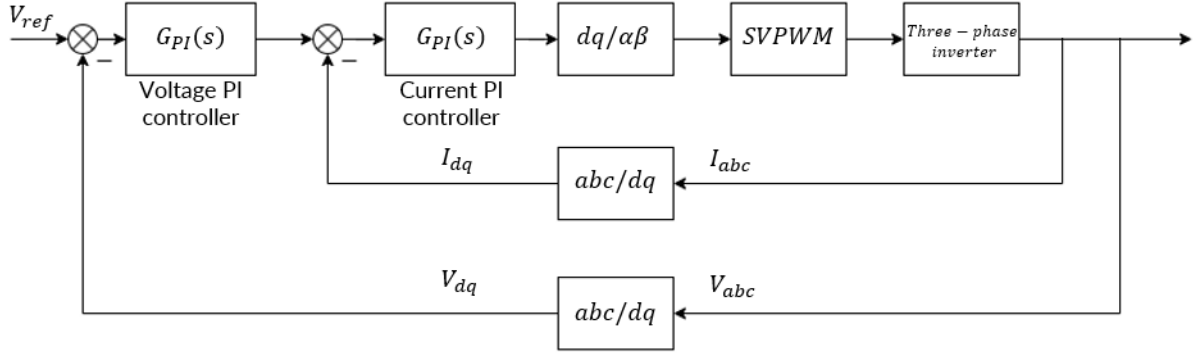 V_ref
G_PI(s)
G_PI(s)
dq/αβ
SVPWM
Three − phase
inverter
−
−
Voltage PI
controller
Current PI
controller
I_dq
abc/dq
I_abc
V_dq
abc/dq
V_abc